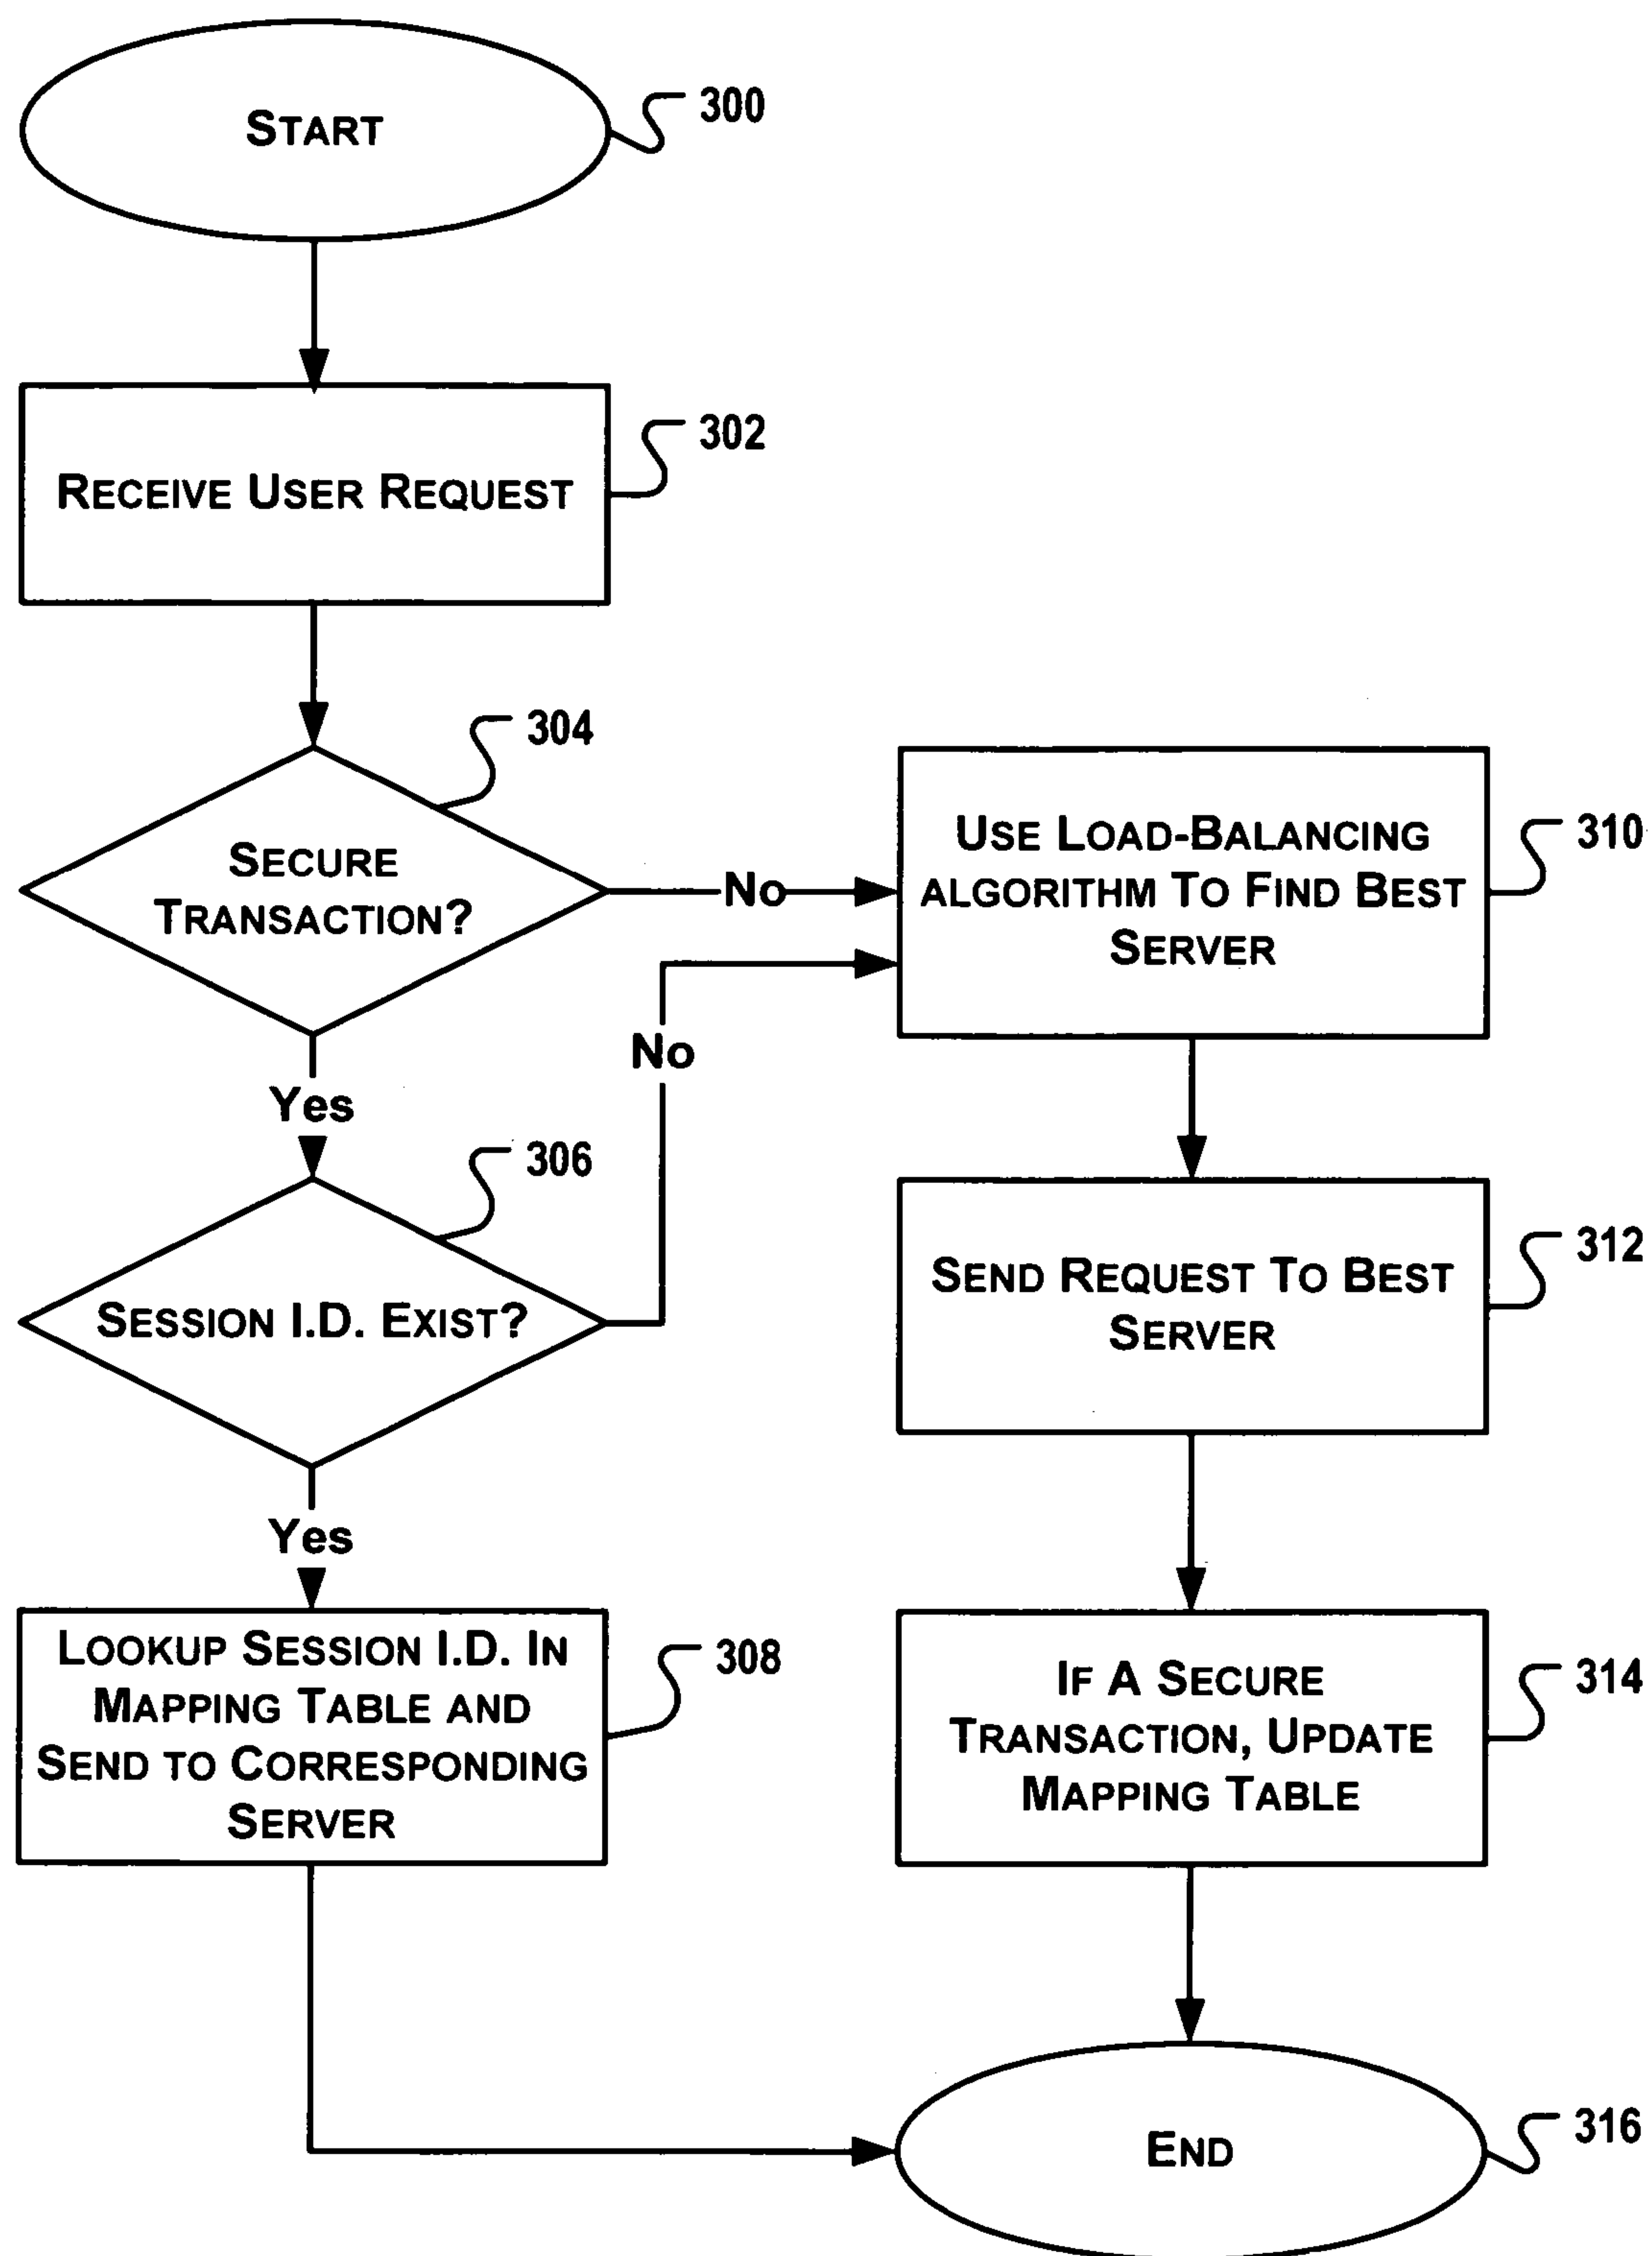 START
300
RECEIVE USER REQUEST
302
304
SECURE
TRANSACTION?
No
Yes
306
SESSION I.D. EXIST?
No
Yes
LOOKUP SESSION I.D. IN
MAPPING TABLE AND
SEND TO CORRESPONDING
SERVER
308
USE LOAD-BALANCING
ALGORITHM TO FIND BEST
SERVER
310
SEND REQUEST TO BEST
SERVER
312
IF A SECURE
TRANSACTION, UPDATE
MAPPING TABLE
314
END
316